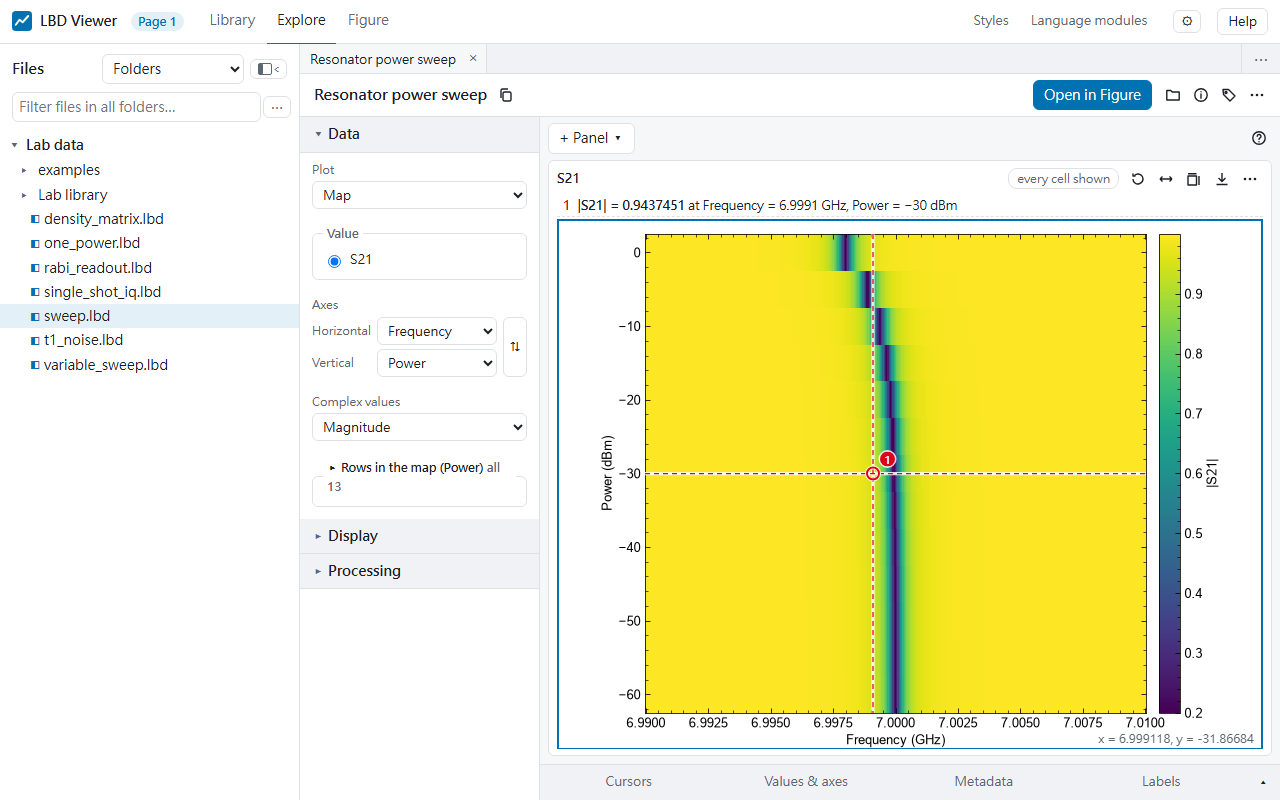 LBD Viewer Page 1 Library Explore Figure Styles Language modules Help
Files Folders
Filter files in all folders...
Lab data
examples
Lab library
density_matrix.lbd
one_power.lbd
rabi_readout.lbd
single_shot_iq.lbd
sweep.lbd
t1_noise.lbd
variable_sweep.lbd
Resonator power sweep
Resonator power sweep Open in Figure
Data
Plot
Map
Value
S21
Axes
Horizontal Frequency
Vertical Power
Complex values
Magnitude
Rows in the map (Power) all
13
Display
Processing
+ Panel
S21 every cell shown
1 |S21| = 0.9437451 at Frequency = 6.9991 GHz, Power = −30 dBm
0
−10
−20
−30
−40
−50
−60
Power (dBm)
1
6.9900 6.9925 6.9950 6.9975 7.0000 7.0025 7.0050 7.0075 7.0100
Frequency (GHz)
0.9
0.8
0.7
0.6
0.5
0.4
0.3
0.2
|S21|
x = 6.999118, y = -31.86684
Cursors Values & axes Metadata Labels